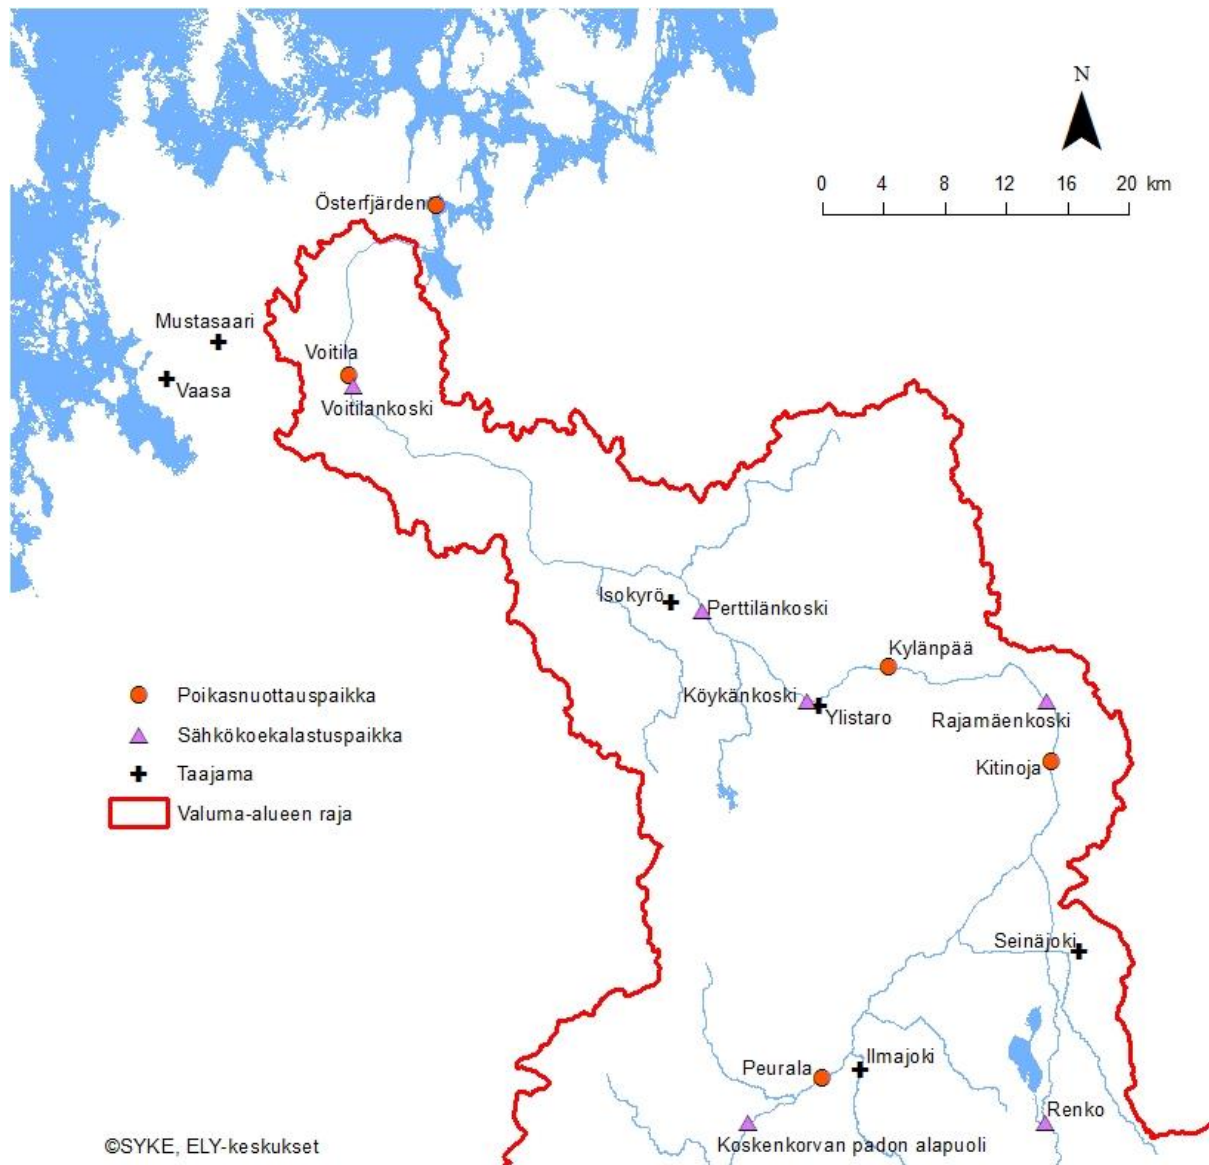 N
0 4 8 12 16 20 km
Österfjärden
Mustasaari
Voitila
Vaasa
Voitilankoski
Isokyrö
Perttilänkoski
Kylänpää
Köykänkoski
Ylistaro
Rajamäenkoski
Kitinoja
Poikasnuottauspaikka
Sähkökoekalastuspaikka
Taajama
Valuma-alueen raja
Seinäjoki
Ilmajoki
Peurala
Renko
Koskenkorvan padon alapuoli
©SYKE, ELY-keskukset